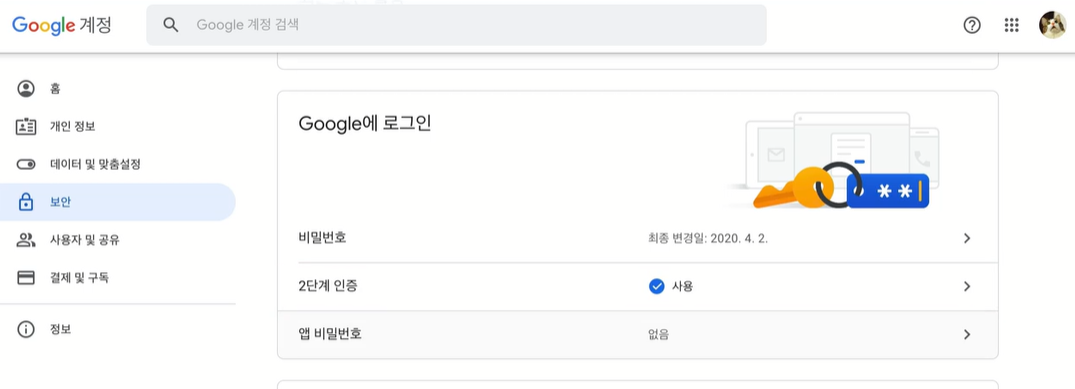 Google 계정
Google 계정 검색
홈
개인 정보
데이터 및 맞춤설정
보안
사용자 및 공유
결제 및 구독
정보
Google에 로그인
비밀번호 최종 변경일: 2020. 4. 2.
2단계 인증 사용
앱 비밀번호 없음